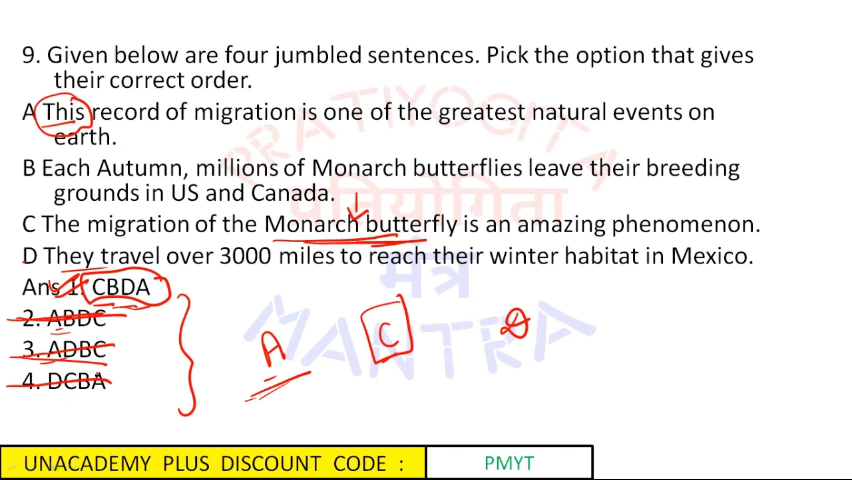 9. Given below are four jumbled sentences. Pick the option that gives
their correct order.
A This record of migration is one of the greatest natural events on
earth.
B Each Autumn, millions of Monarch butterflies leave their breeding
grounds in US and Canada.
C The migration of the Monarch butterfly is an amazing phenomenon.
D They travel over 3000 miles to reach their winter habitat in Mexico.
Ans 1. CBDA
2. ABDC
3. ADBC
4. DCBA
A C
PRATIYOGITA
प्रतियोगिता
मंत्र
MANTRA
UNACADEMY PLUS DISCOUNT CODE : PMYT